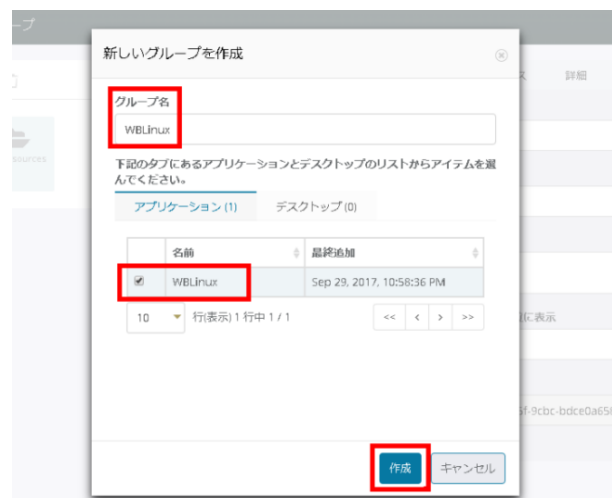 ープ
新しいグループを作成
詳細
グループ名
WBLinux
sources
下記のタブにあるアプリケーションとデスクトップのリストからアイテムを選
んでください。
アプリケーション (1) デスクトップ (0)
名前 最終追加
WBLinux Sep 29, 2017, 10:58:36 PM
10 行(表示) 1 行中 1 / 1 << < > >>
に表示
5f-9cbc-bdce0a658
作成 キャンセル